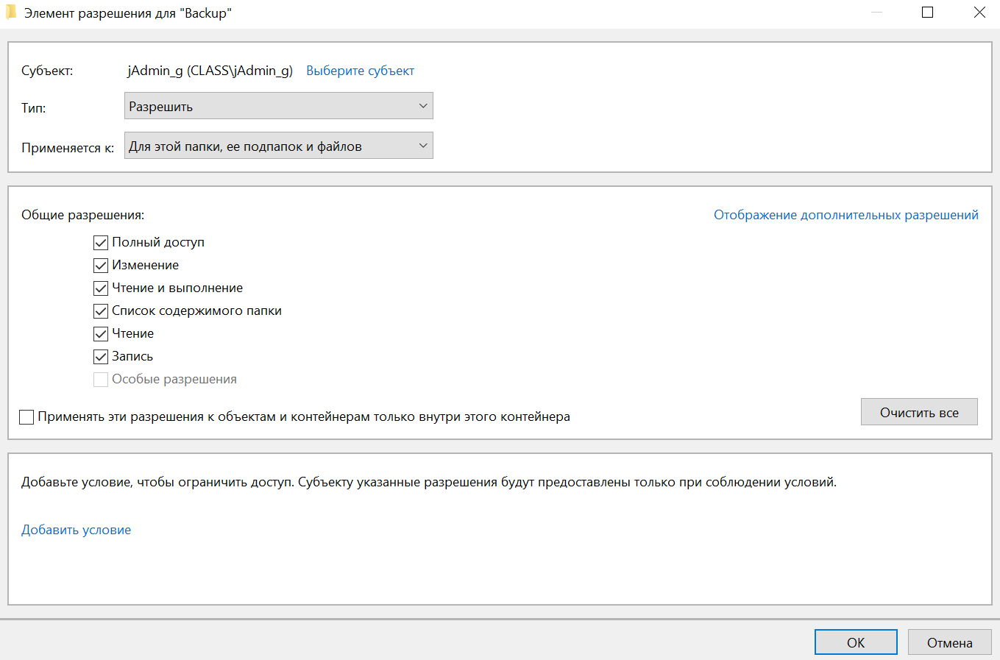 Элемент разрешения для "Backup"
Субъект: jAdmin_g (CLASS\jAdmin_g) Выберите субъект
Тип: Разрешить
Применяется к: Для этой папки, ее подпапок и файлов
Общие разрешения: Отображение дополнительных разрешений
Полный доступ
Изменение
Чтение и выполнение
Список содержимого папки
Чтение
Запись
Особые разрешения
Применять эти разрешения к объектам и контейнерам только внутри этого контейнера
Очистить все
Добавьте условие, чтобы ограничить доступ. Субъекту указанные разрешения будут предоставлены только при соблюдении условий.
Добавить условие
ОК Отмена